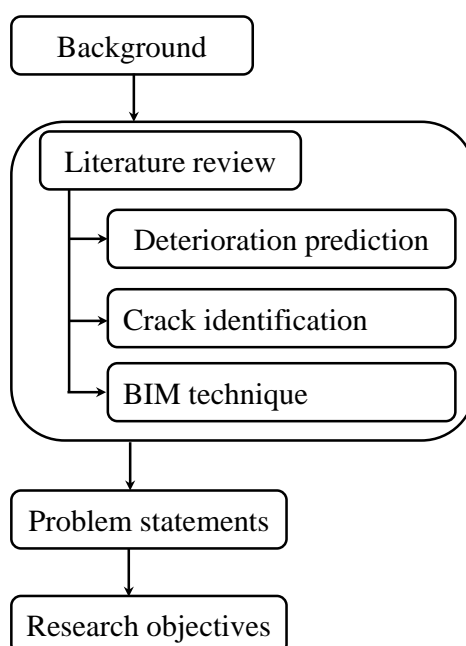 Background
Literature review
Deterioration prediction
Crack identification
BIM technique
Problem statements
Research objectives